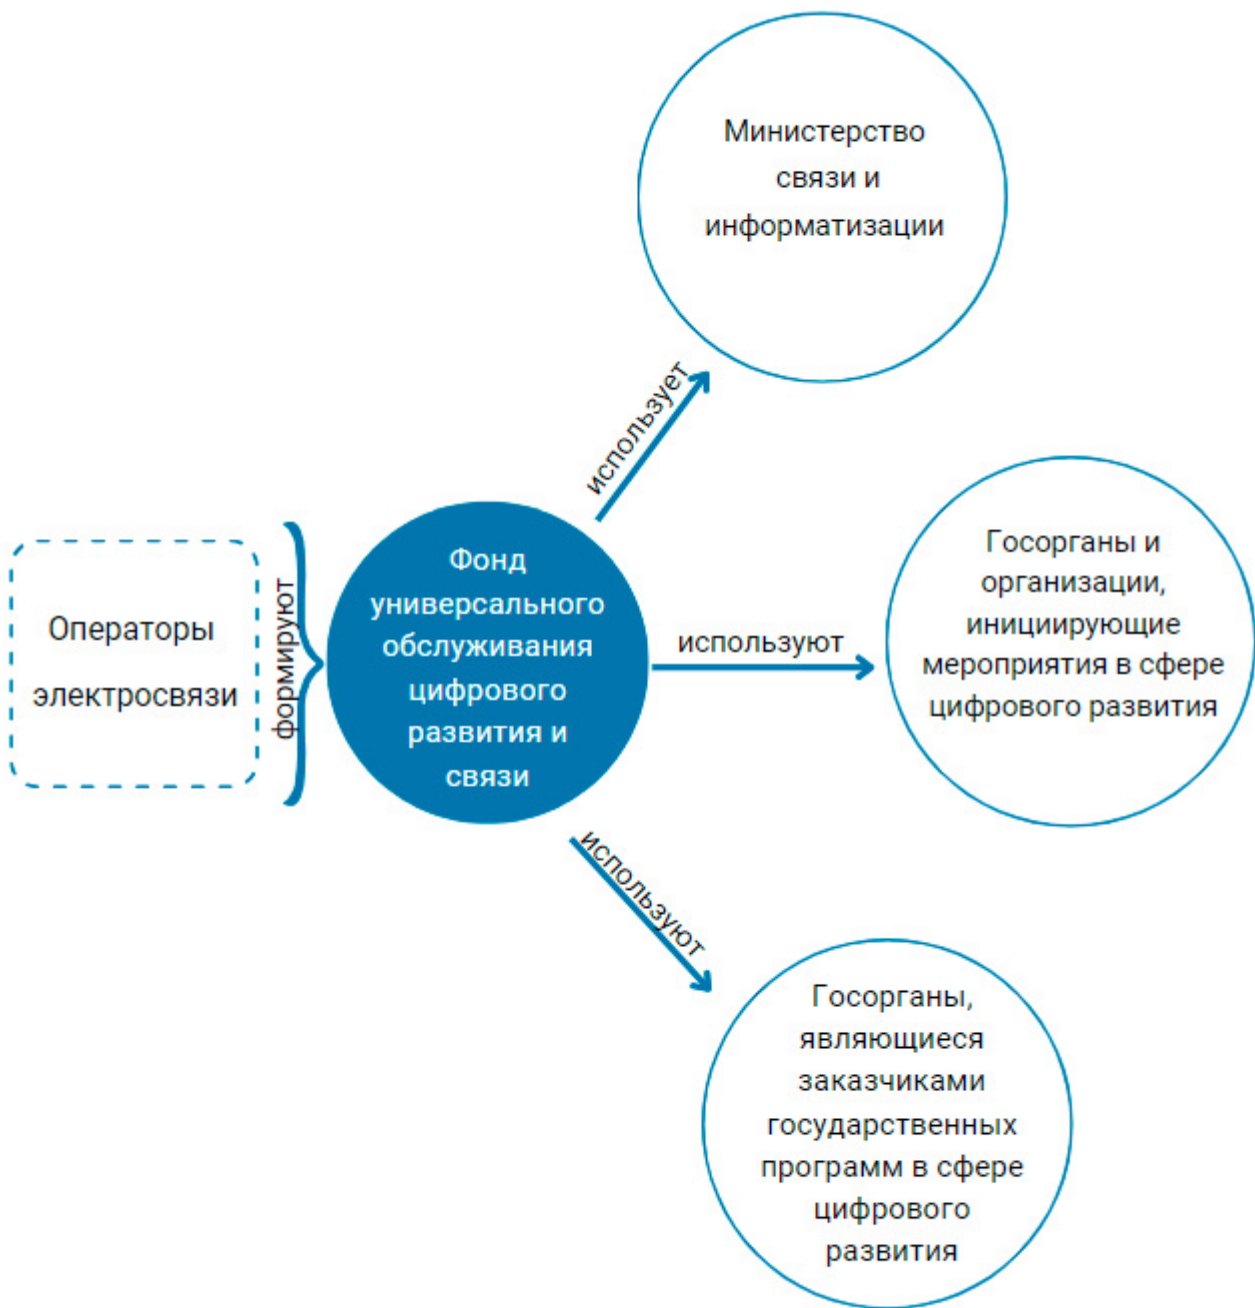 Министерство
связи и
информатизации
использует
Операторы
электросвязи
формируют
Фонд
универсального
обслуживания
цифрового
развития и
связи
используют
Госорганы и
организации,
инициирующие
мероприятия в сфере
цифрового развития
используют
Госорганы,
являющиеся
заказчиками
государственных
программ в сфере
цифрового
развития